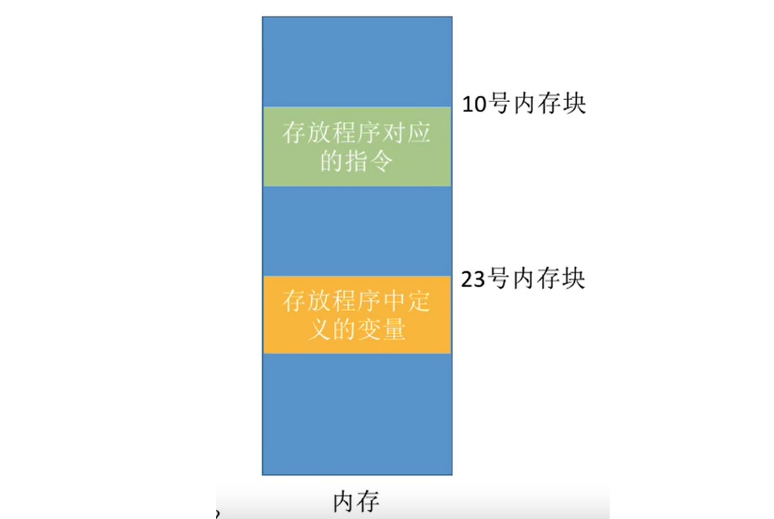 10号内存块
存放程序对应
的指令
23号内存块
存放程序中定
义的变量
内存